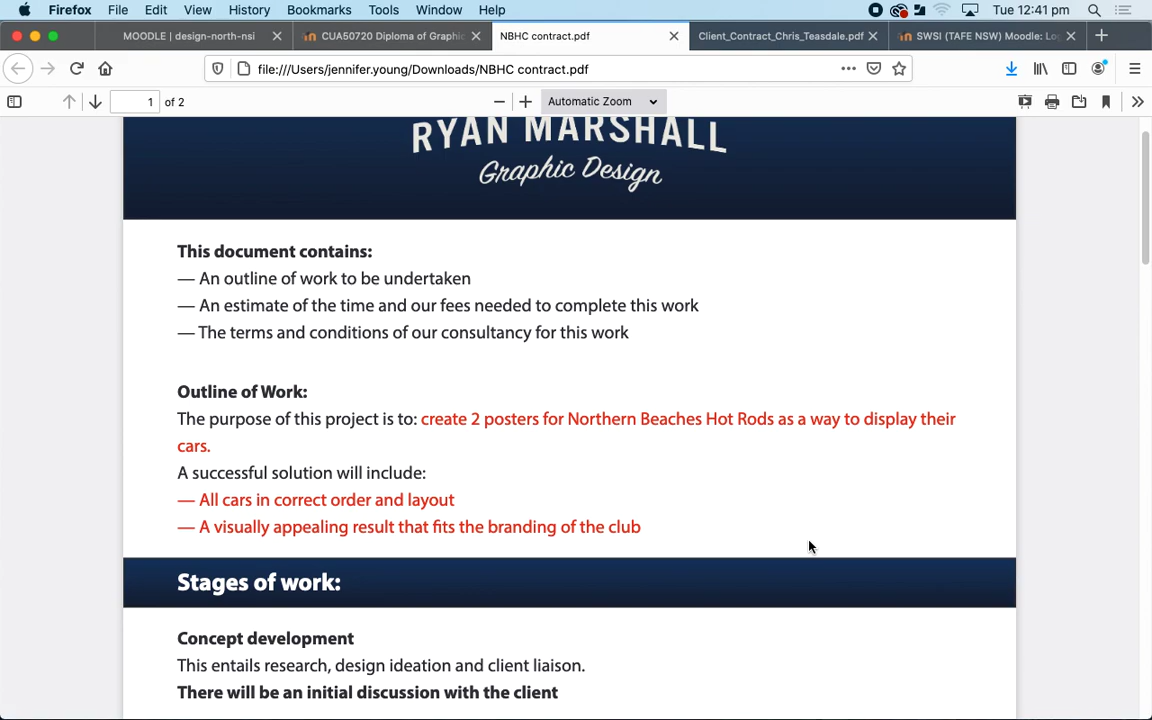 Firefox File Edit View History Bookmarks Tools Window Help Tue 12:41 pm
MOODLE | design-north-nsi CUA50720 Diploma of Graphic NBHC contract.pdf Client_Contract_Chris_Teasdale.pdf SWSI (TAFE NSW) Moodle: Lo
file:///Users/jennifer.young/Downloads/NBHC contract.pdf
1 of 2 Automatic Zoom
RYAN MARSHALL
Graphic Design
This document contains:
— An outline of work to be undertaken
— An estimate of the time and our fees needed to complete this work
— The terms and conditions of our consultancy for this work
Outline of Work:
The purpose of this project is to: create 2 posters for Northern Beaches Hot Rods as a way to display their
cars.
A successful solution will include:
— All cars in correct order and layout
— A visually appealing result that fits the branding of the club
Stages of work:
Concept development
This entails research, design ideation and client liaison.
There will be an initial discussion with the client